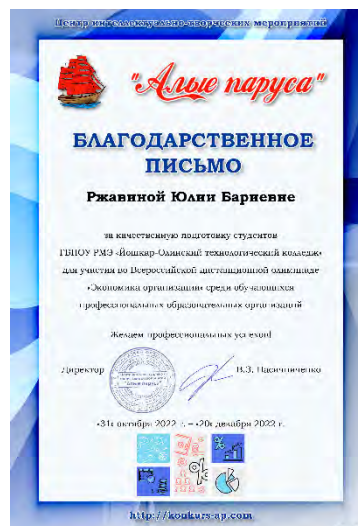 Центр интеллектуально-творческих мероприятий
"Алые паруса"
БЛАГОДАРСТВЕННОЕ
ПИСЬМО
Ржавиной Юлии Бариевне
за качественную подготовку студентов
ГБПОУ РМЭ «Йошкар-Олинский технологический колледж»
для участия во Всероссийской дистанционной олимпиаде
«Экономика организации» среди обучающихся
профессиональных образовательных организаций
Желаем профессиональных успехов!
Директор В.З. Пасичниченко
«31» октября 2022 г. – «20» декабря 2022 г.
http://konkurs-ap.com